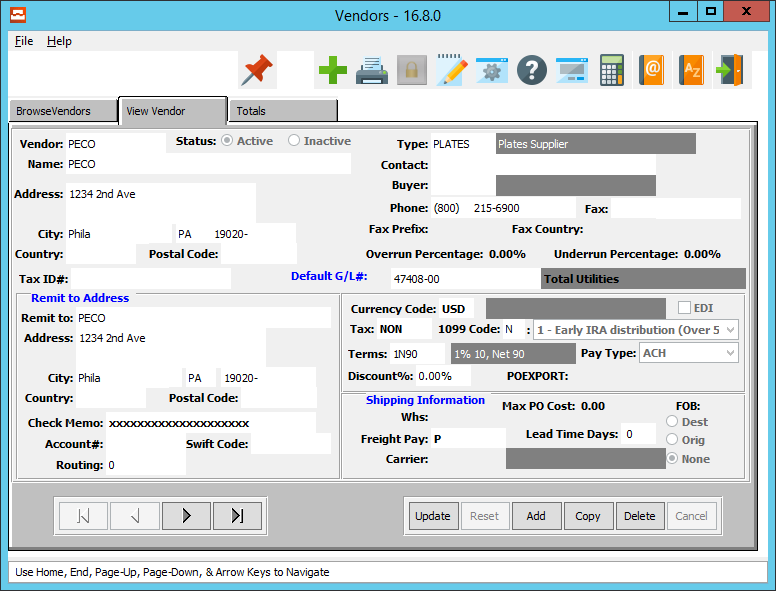 Vendors - 16.8.0
File Help
BrowseVendors View Vendor Totals
Vendor: PECO Status: Active Inactive Type: PLATES Plates Supplier
Name: PECO Contact:
Buyer:
Address: 1234 2nd Ave
Phone: (800) 215-6900 Fax:
City: Phila PA 19020- Fax Prefix: Fax Country:
Country: Postal Code: Overrun Percentage: 0.00% Underrun Percentage: 0.00%
Tax ID#: Default G/L#: 47408-00 Total Utilities
Remit to Address
Remit to: PECO
Address: 1234 2nd Ave
City: Phila PA 19020-
Country: Postal Code:
Check Memo: xxxxxxxxxxxxxxxxxxxx
Account#: Swift Code:
Routing: 0
Currency Code: USD EDI
Tax: NON 1099 Code: N : 1 - Early IRA distribution (Over 5
Terms: 1N90 1% 10, Net 90 Pay Type: ACH
Discount%: 0.00% POEXPORT:
Shipping Information
Whs: Max PO Cost: 0.00 FOB:
Dest
Freight Pay: P Lead Time Days: 0 Orig
Carrier: None
Update Reset Add Copy Delete Cancel
Use Home, End, Page-Up, Page-Down, & Arrow Keys to Navigate